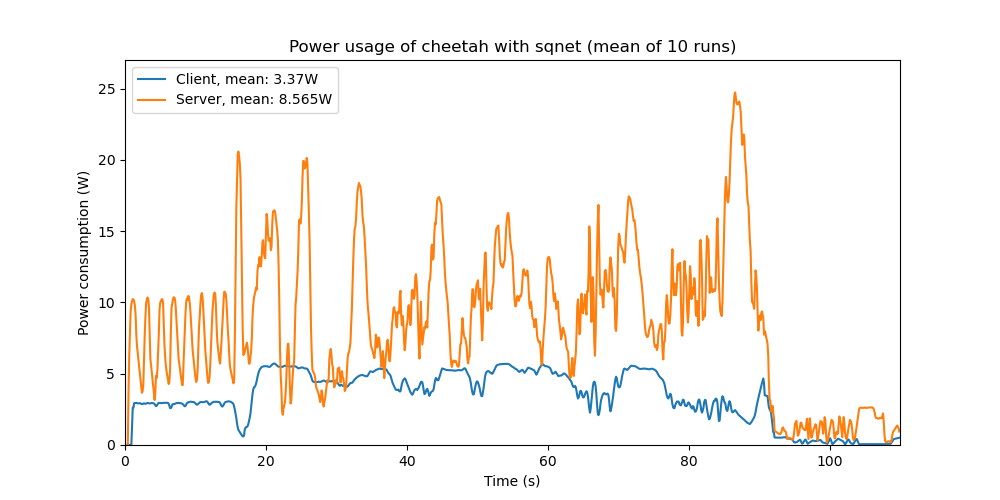 Power usage of cheetah with sqnet (mean of 10 runs)
Client, mean: 3.37W
Server, mean: 8.565W
Power consumption (W)
25
20
15
10
5
0
0 20 40 60 80 100
Time (s)